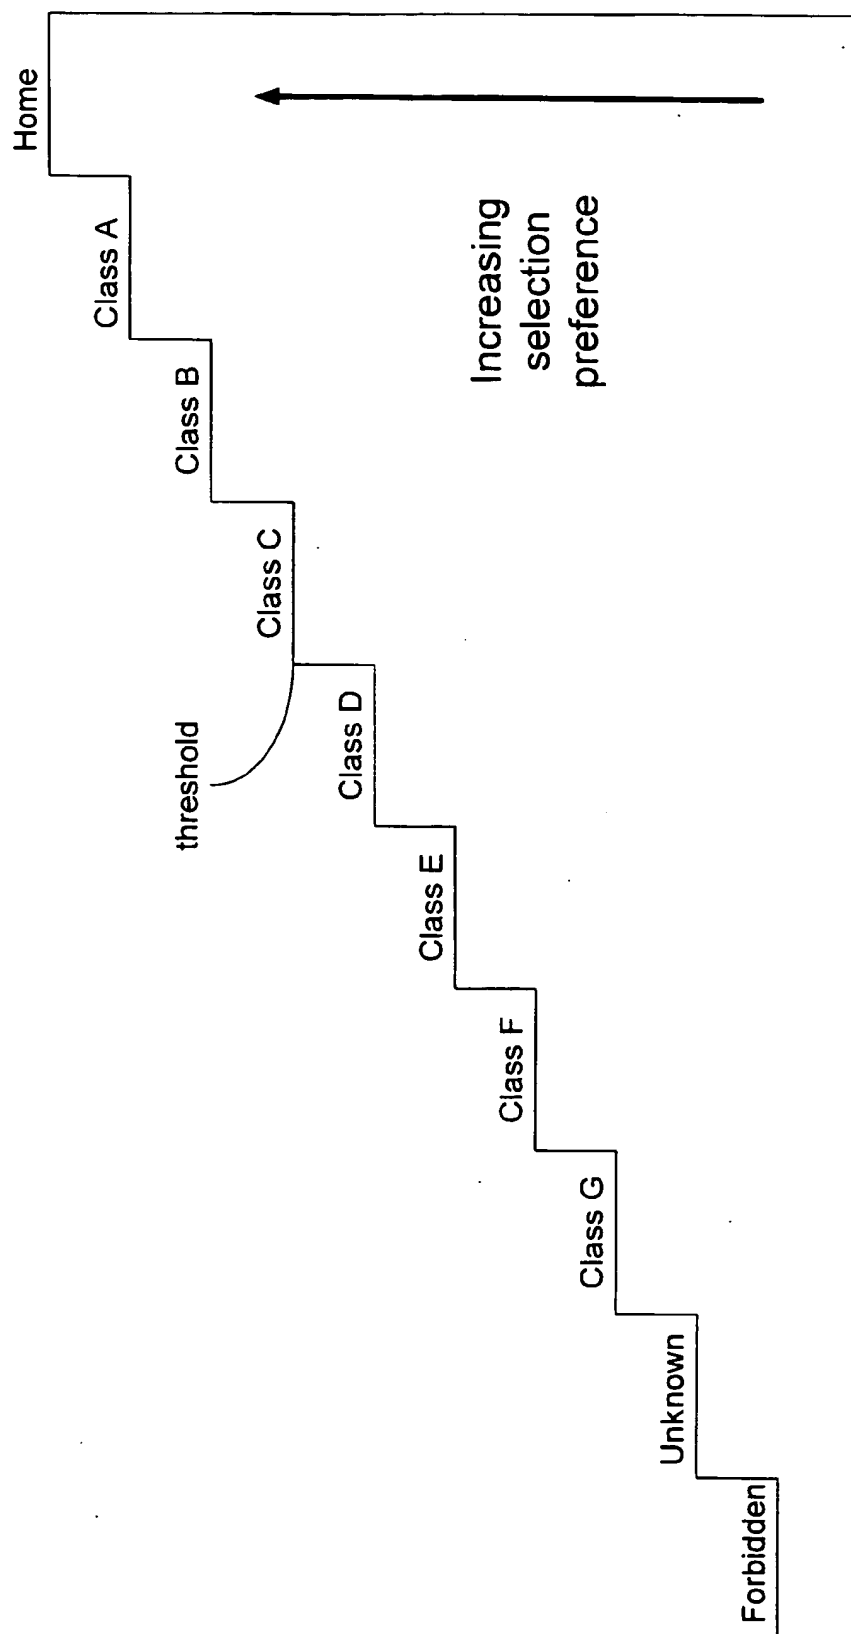 Home
Class A
Class B
Class C
threshold
Class D
Class E
Class F
Class G
Unknown
Forbidden
Increasing
selection
preference